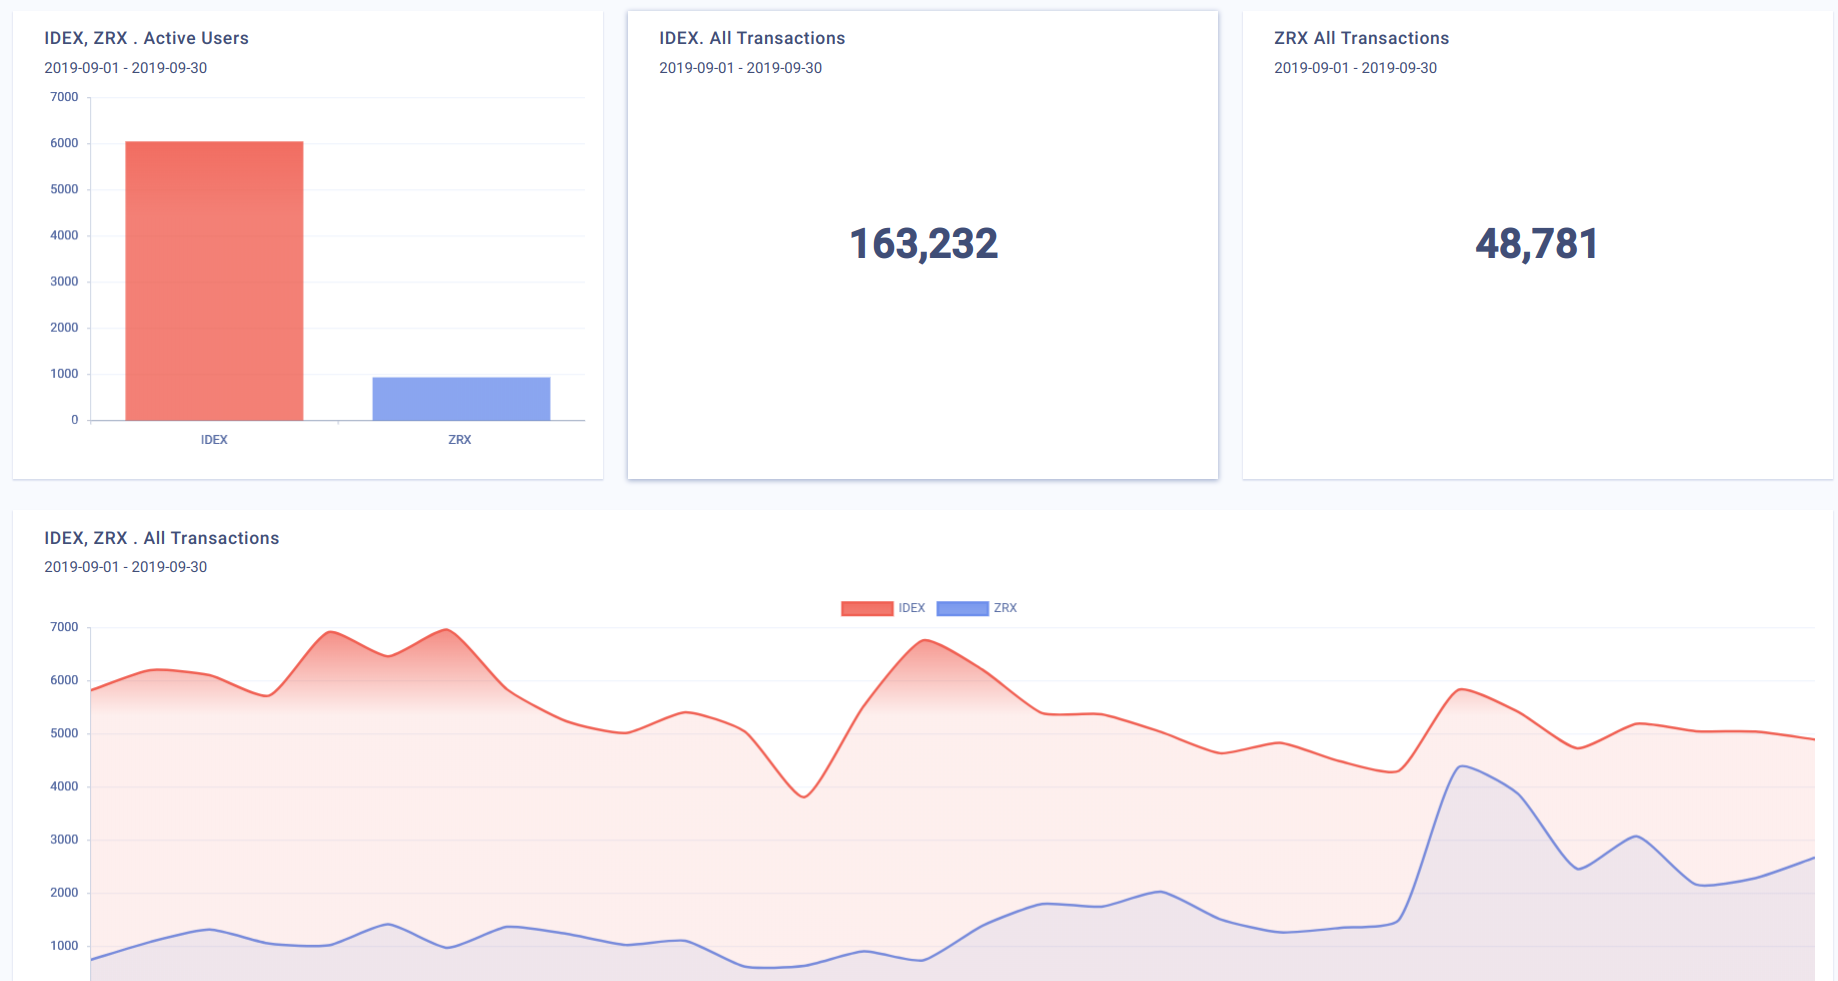 IDEX, ZRX . Active Users
2019-09-01 - 2019-09-30
7000
6000
5000
4000
3000
2000
1000
0
IDEX
ZRX
IDEX. All Transactions
2019-09-01 - 2019-09-30
163,232
ZRX All Transactions
2019-09-01 - 2019-09-30
48,781
IDEX, ZRX . All Transactions
2019-09-01 - 2019-09-30
IDEX ZRX
7000
6000
5000
4000
3000
2000
1000